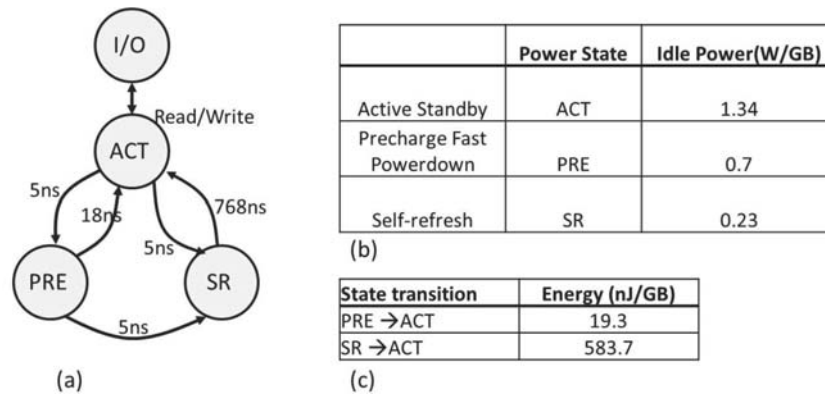 I/O
Read/Write
ACT
5ns
768ns
18ns
5ns
PRE
SR
5ns
(a)
Power State Idle Power(W/GB)
Active Standby ACT 1.34
Precharge Fast
Powerdown PRE 0.7
Self-refresh SR 0.23
(b)
State transition Energy (nJ/GB)
PRE →ACT 19.3
SR →ACT 583.7
(c)